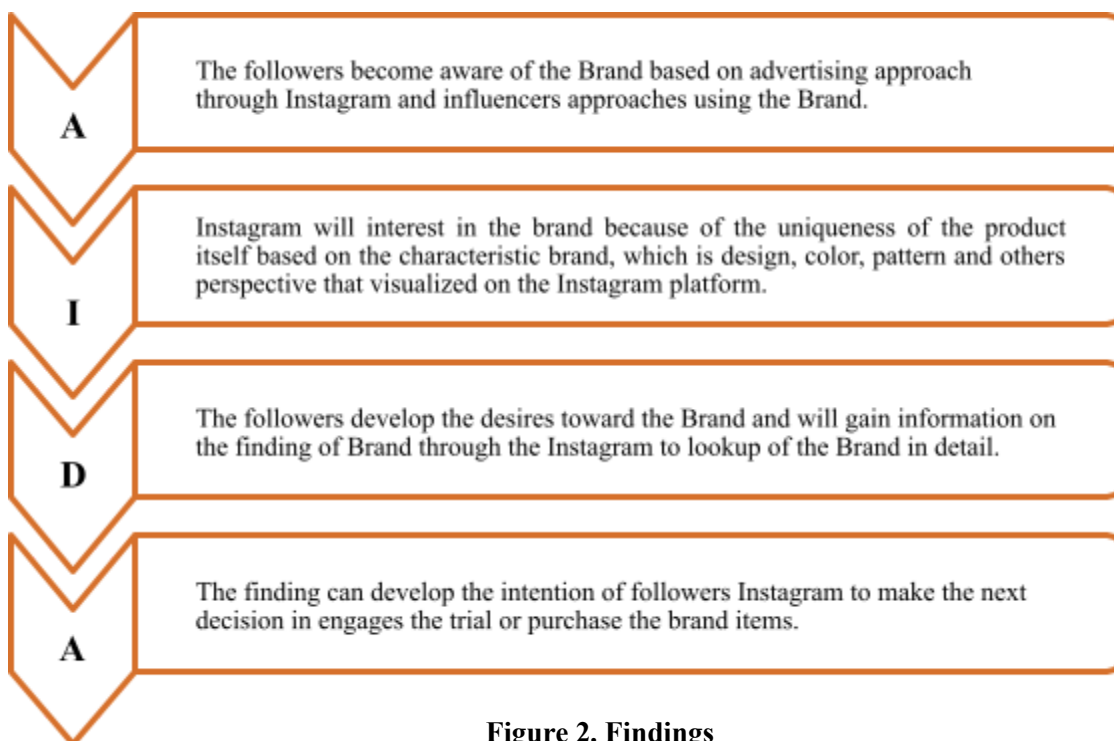 The followers become aware of the Brand based on advertising approach
through Instagram and influencers approaches using the Brand.
A
Instagram will interest in the brand because of the uniqueness of the product
itself based on the characteristic brand, which is design, color, pattern and others
perspective that visualized on the Instagram platform.
I
The followers develop the desires toward the Brand and will gain information on
the finding of Brand through the Instagram to lookup of the Brand in detail.
D
The finding can develop the intention of followers Instagram to make the next
decision in engages the trial or purchase the brand items.
A
Figure 2. Findings